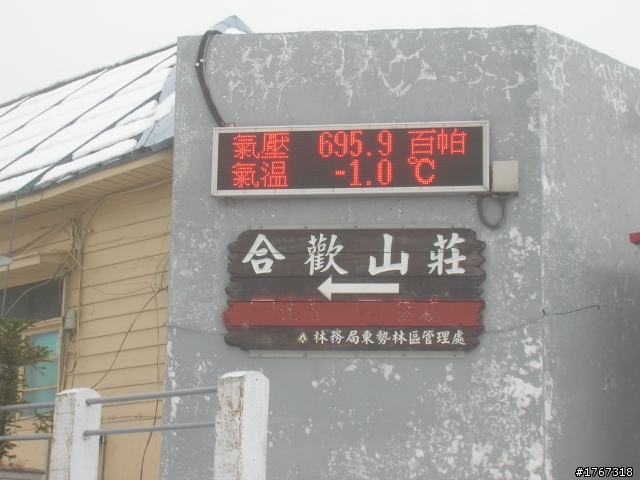 氣壓 695.9 百帕
氣溫 -1.0 ℃
合歡山莊
林務局東勢林區管理處
#1767318